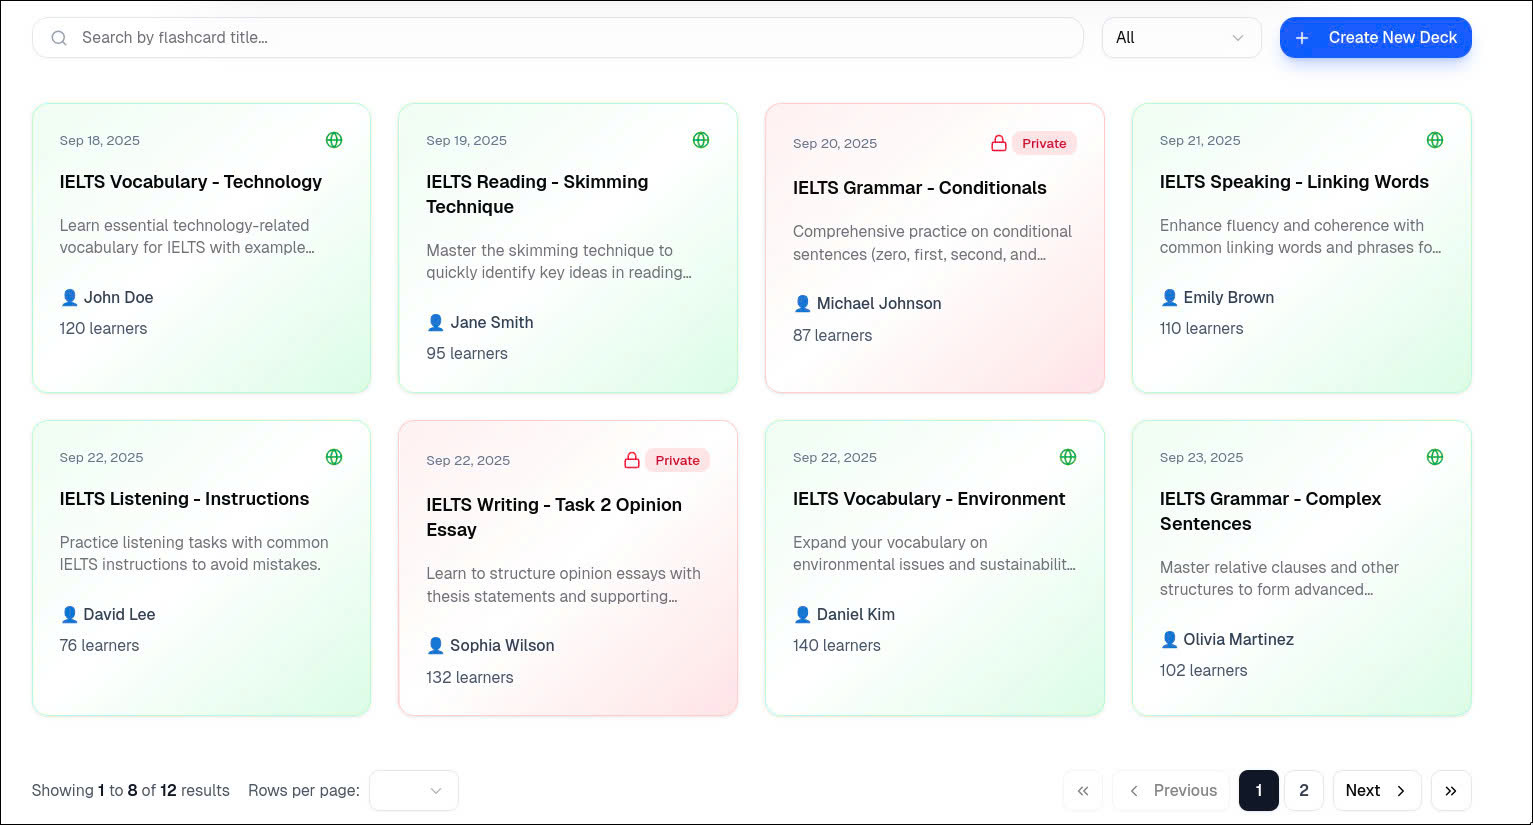 Search by flashcard title...
All
Create New Deck
Sep 18, 2025
IELTS Vocabulary - Technology
Learn essential technology-related
vocabulary for IELTS with example...
John Doe
120 learners
Sep 19, 2025
IELTS Reading - Skimming
Technique
Master the skimming technique to
quickly identify key ideas in reading...
Jane Smith
95 learners
Sep 20, 2025
Private
IELTS Grammar - Conditionals
Comprehensive practice on conditional
sentences (zero, first, second, and...
Michael Johnson
87 learners
Sep 21, 2025
IELTS Speaking - Linking Words
Enhance fluency and coherence with
common linking words and phrases fo...
Emily Brown
110 learners
Sep 22, 2025
IELTS Listening - Instructions
Practice listening tasks with common
IELTS instructions to avoid mistakes.
David Lee
76 learners
Sep 22, 2025
Private
IELTS Writing - Task 2 Opinion
Essay
Learn to structure opinion essays with
thesis statements and supporting...
Sophia Wilson
132 learners
Sep 22, 2025
IELTS Vocabulary - Environment
Expand your vocabulary on
environmental issues and sustainabilit...
Daniel Kim
140 learners
Sep 23, 2025
IELTS Grammar - Complex
Sentences
Master relative clauses and other
structures to form advanced...
Olivia Martinez
102 learners
Showing 1 to 8 of 12 results
Rows per page:
Previous
1
2
Next